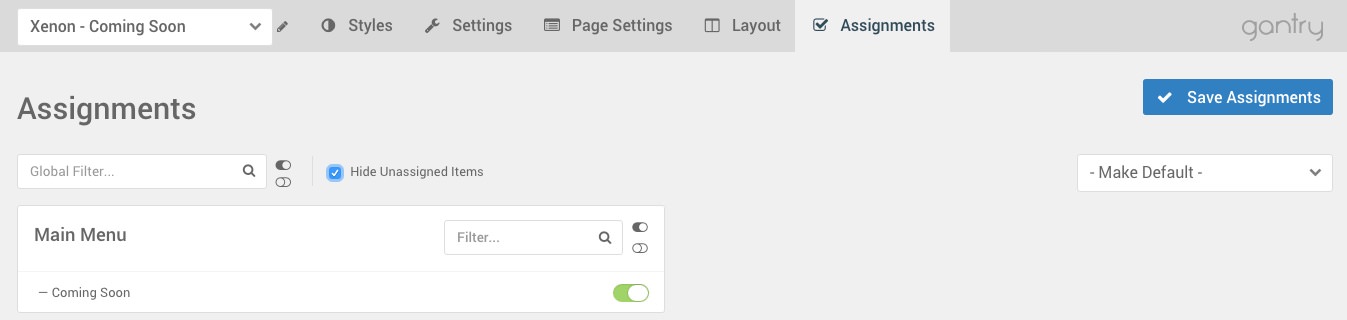 Xenon - Coming Soon
Styles
Settings
Page Settings
Layout
Assignments
gantry
Assignments
Save Assignments
Global Filter...
Hide Unassigned Items
- Make Default -
Main Menu
Filter...
— Coming Soon